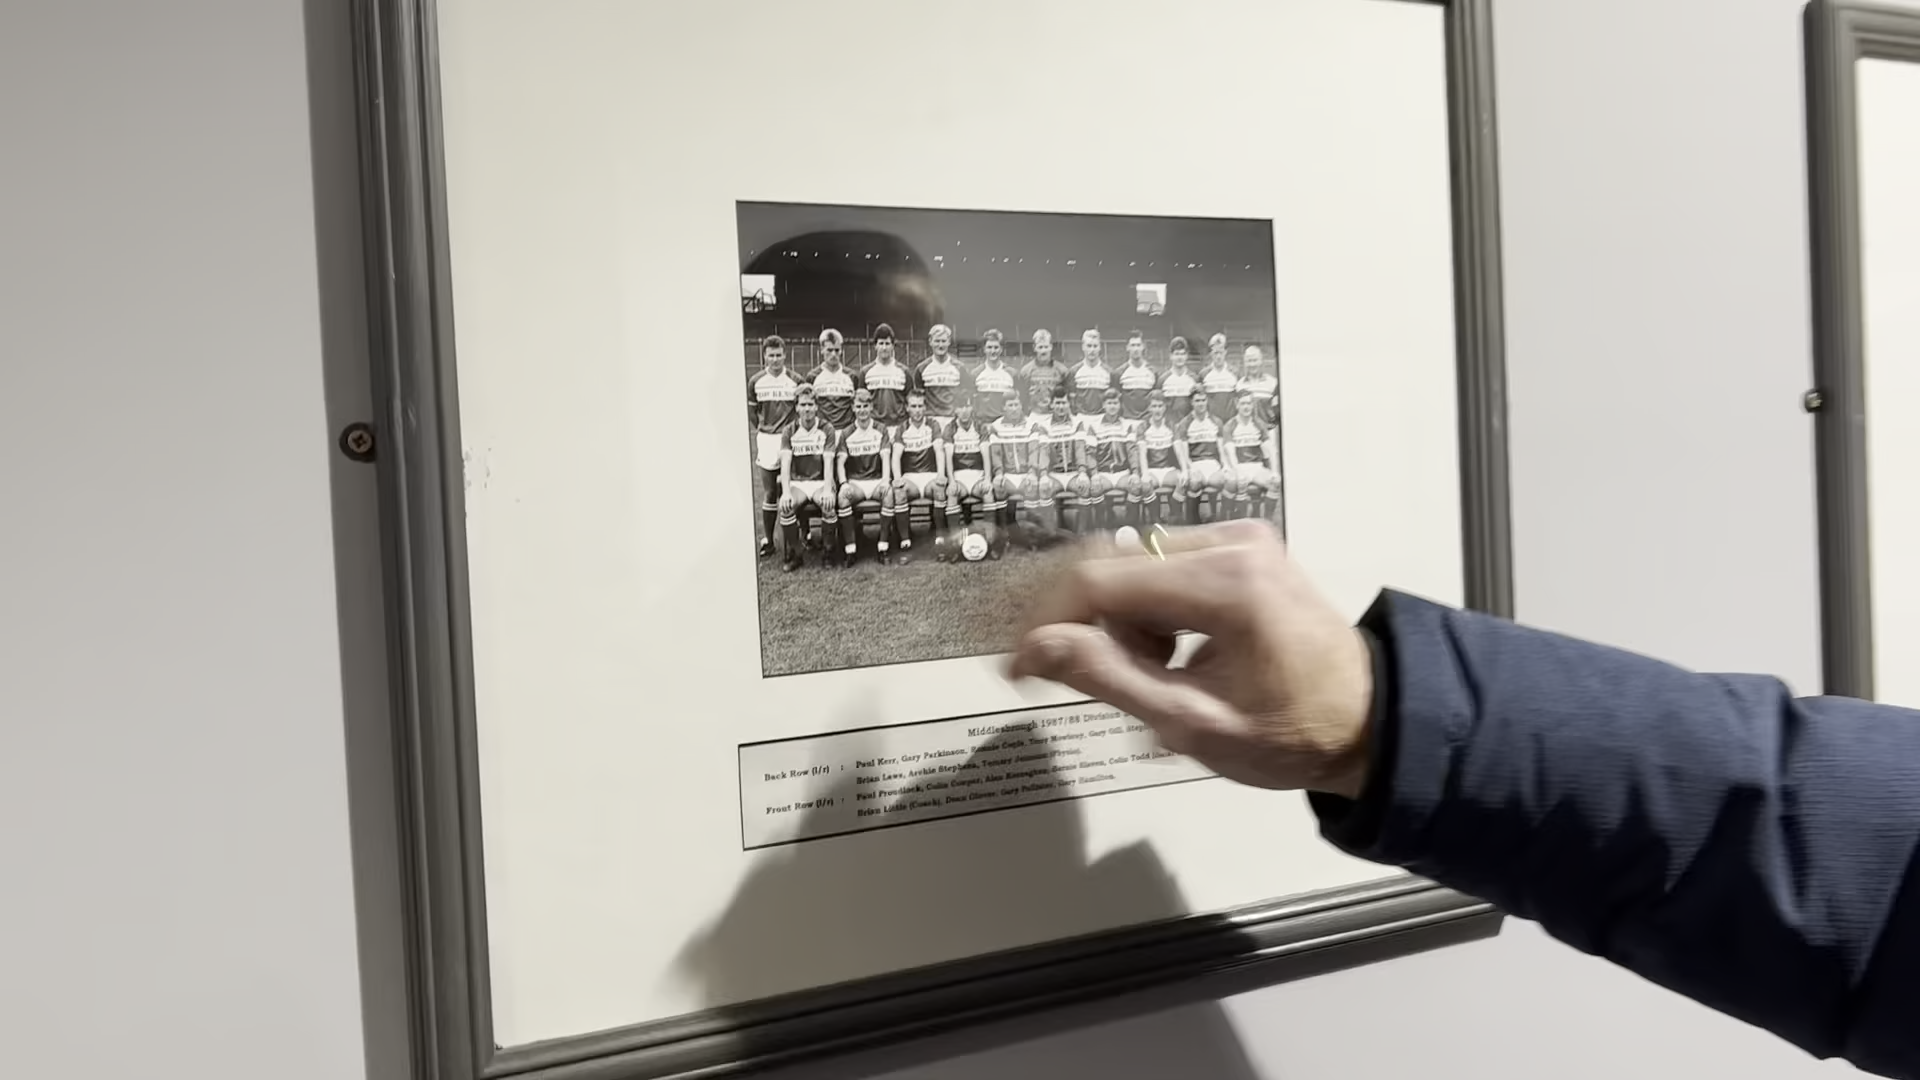 Middlesbrough 1987/88 Division
Back Row (l/r) : Paul Kerr, Gary Parkinson, Ronnie Coyle, Tony Mowbray, Gary Gill,
Brian Laws, Archie Stephens, Tommy Johnson (Physio).
Front Row (l/r) : Paul Proudlock, Colin Cooper, Alan Kernaghan, Bernie Slaven, Colin Todd
Brian Little (Coach), Dean Glover, Gary Pallister, Gary Hamilton.